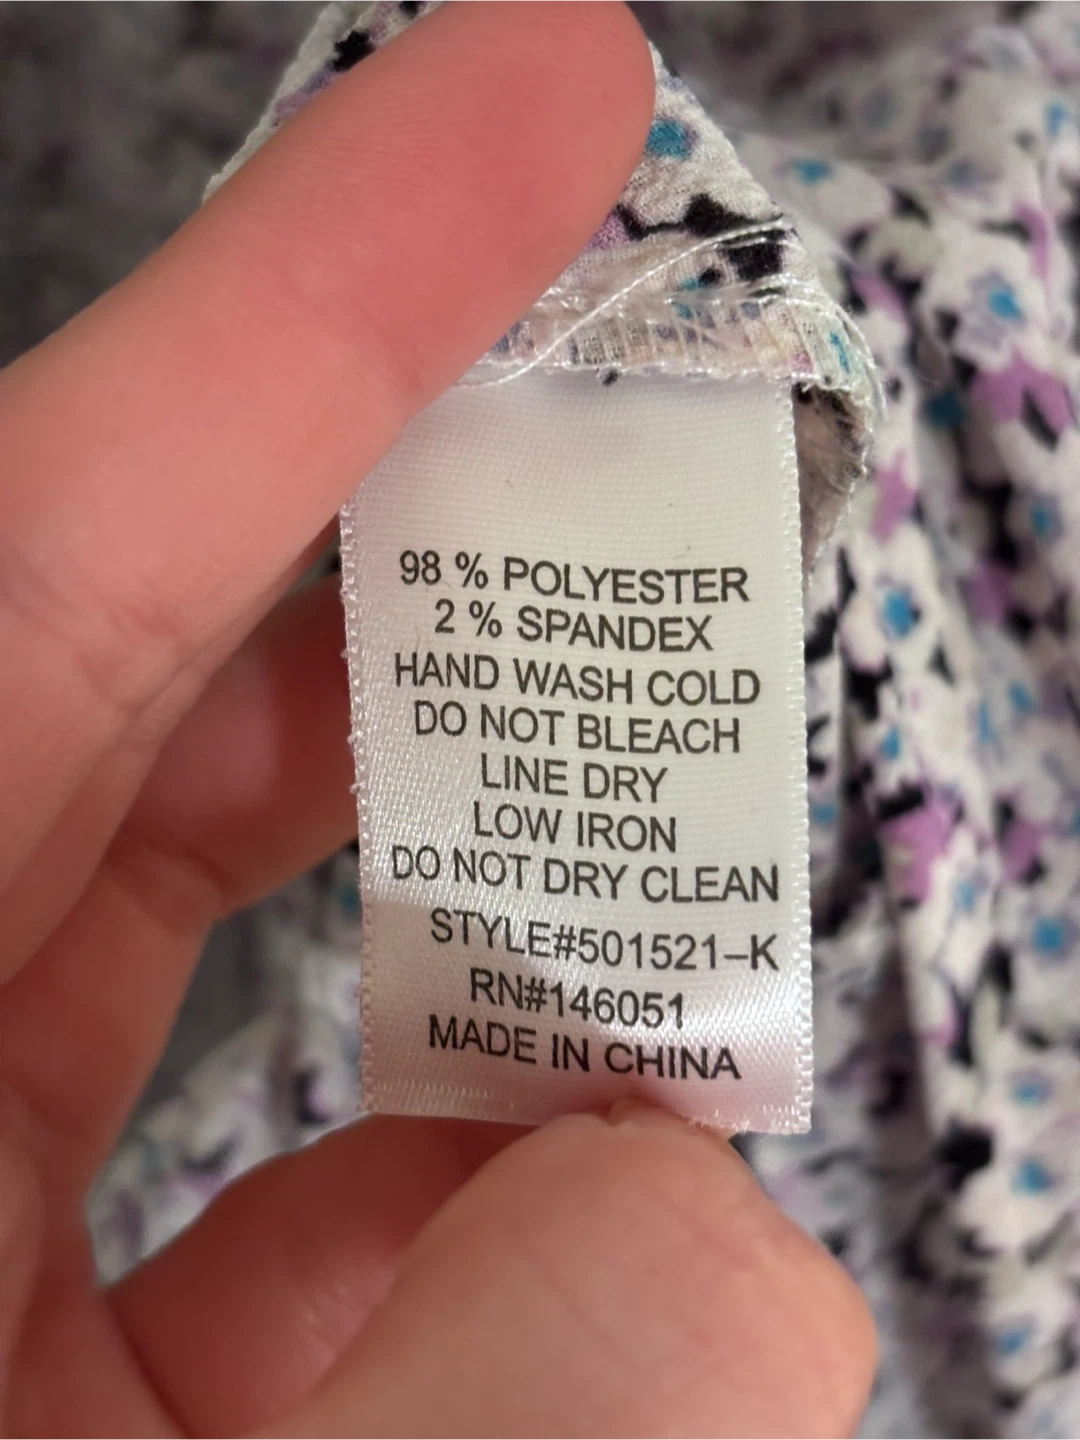 98 % POLYESTER
2 % SPANDEX
HAND WASH COLD
DO NOT BLEACH
LINE DRY
LOW IRON
DO NOT DRY CLEAN
STYLE#501521–K
RN#146051
MADE IN CHINA